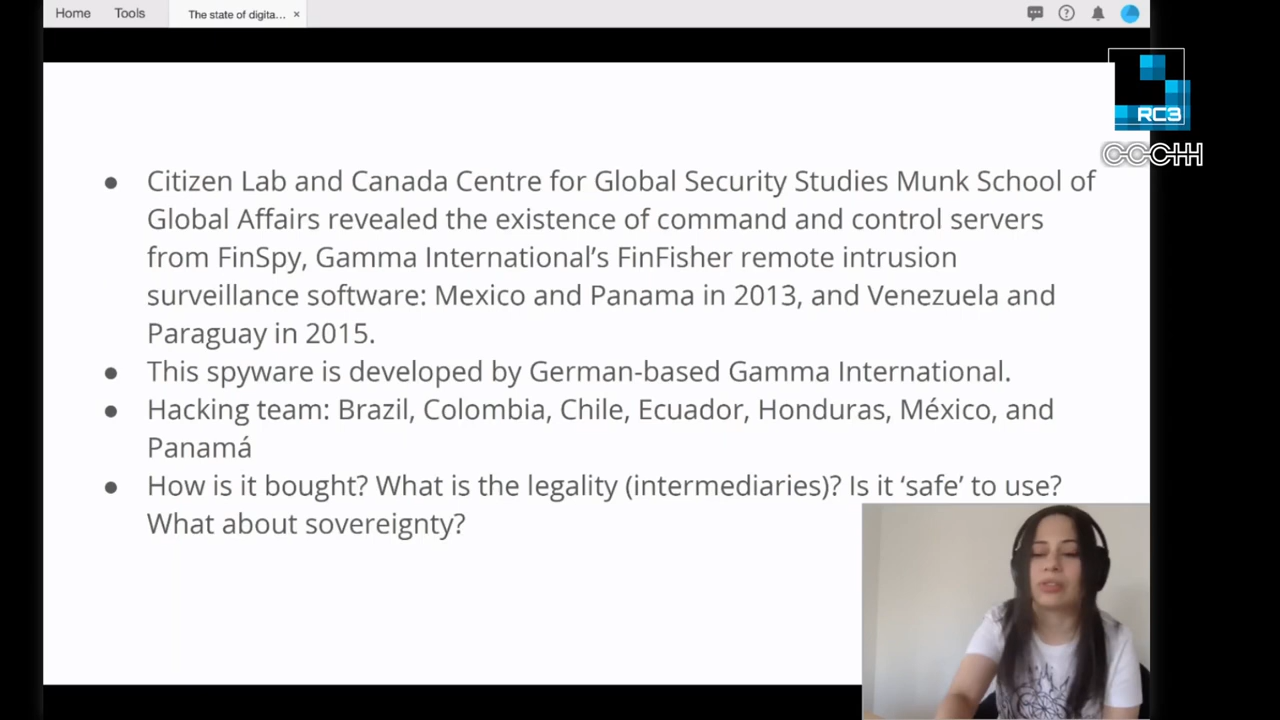 Home Tools The state of digita... ×
RC3
CCCHH
● Citizen Lab and Canada Centre for Global Security Studies Munk School of
Global Affairs revealed the existence of command and control servers
from FinSpy, Gamma International’s FinFisher remote intrusion
surveillance software: Mexico and Panama in 2013, and Venezuela and
Paraguay in 2015.
● This spyware is developed by German-based Gamma International.
● Hacking team: Brazil, Colombia, Chile, Ecuador, Honduras, México, and
Panamá
● How is it bought? What is the legality (intermediaries)? Is it ‘safe’ to use?
What about sovereignty?